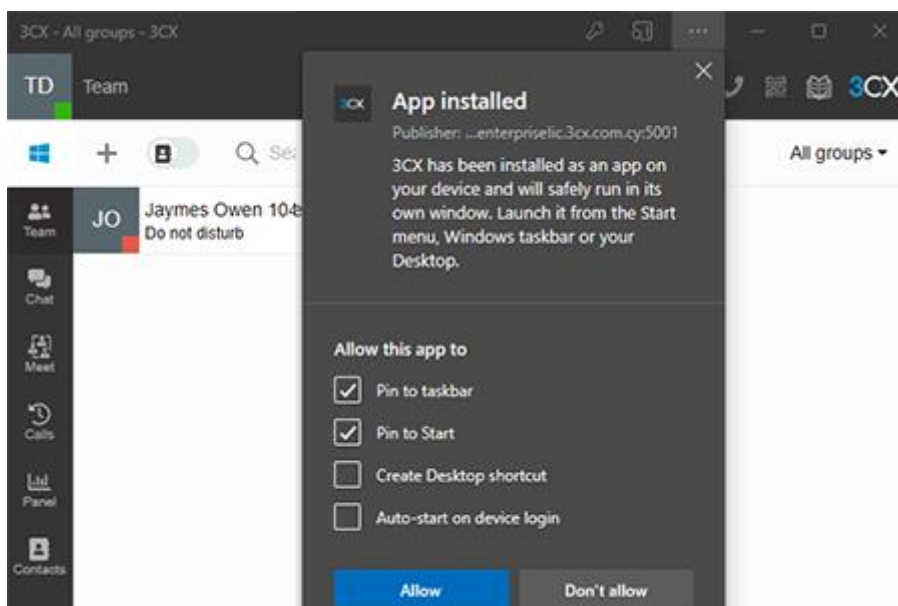 3CX - All groups - 3CX
TD
Team
3CX
All groups
3CX
App installed
Publisher: ...enterpriselic.3cx.com.cy:5001
3CX has been installed as an app on
your device and will safely run in its
own window. Launch it from the Start
menu, Windows taskbar or your
Desktop.
Team
JO
Jaymes Owen 104
Do not disturb
Chat
Meet
Calls
Panel
Contacts
Allow this app to
Pin to taskbar
Pin to Start
Create Desktop shortcut
Auto-start on device login
Allow
Don't allow